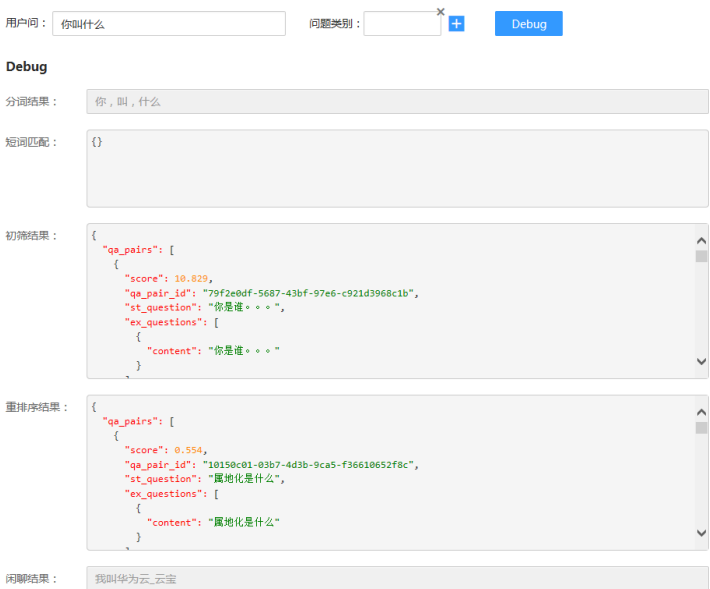 用户问： 你叫什么 问题类别： Debug
Debug
分词结果： 你，叫，什么
短词匹配： {}
初筛结果： {
"qa_pairs": [
{
"score": 10.829,
"qa_pair_id": "79f2e0df-5687-43bf-97e6-c921d3968c1b",
"st_question": "你是谁。。。",
"ex_questions": [
{
"content": "你是谁。。。"
}
重排序结果： {
"qa_pairs": [
{
"score": 0.554,
"qa_pair_id": "10150c01-03b7-4d3b-9ca5-f36610652f8c",
"st_question": "属地化是什么",
"ex_questions": [
{
"content": "属地化是什么"
}
闲聊结果： 我叫华为云_云宝